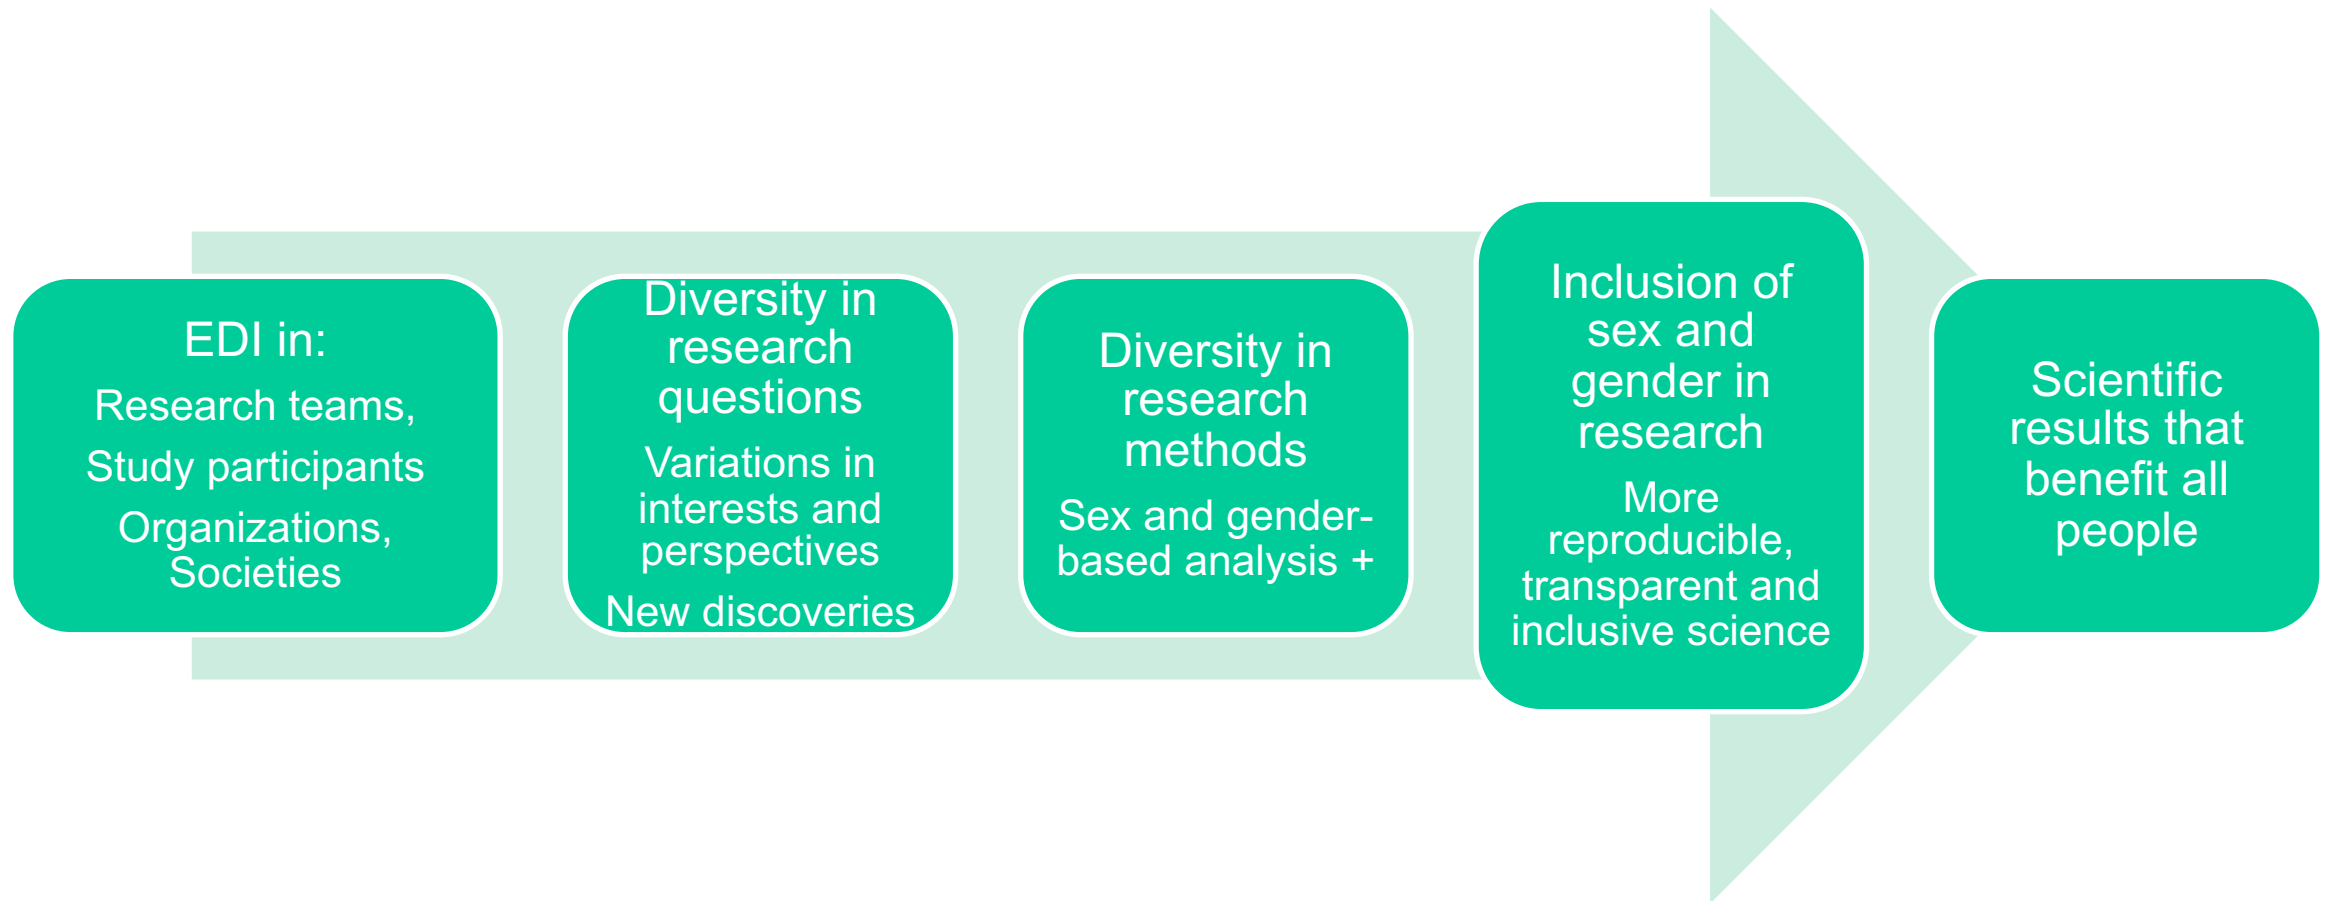 EDI in:
Research teams,
Study participants
Organizations,
Societies
Diversity in
research
questions
Variations in
interests and
perspectives
New discoveries
Diversity in
research
methods
Sex and gender-
based analysis +
Inclusion of
sex and
gender in
research
More
reproducible,
transparent and
inclusive science
Scientific
results that
benefit all
people